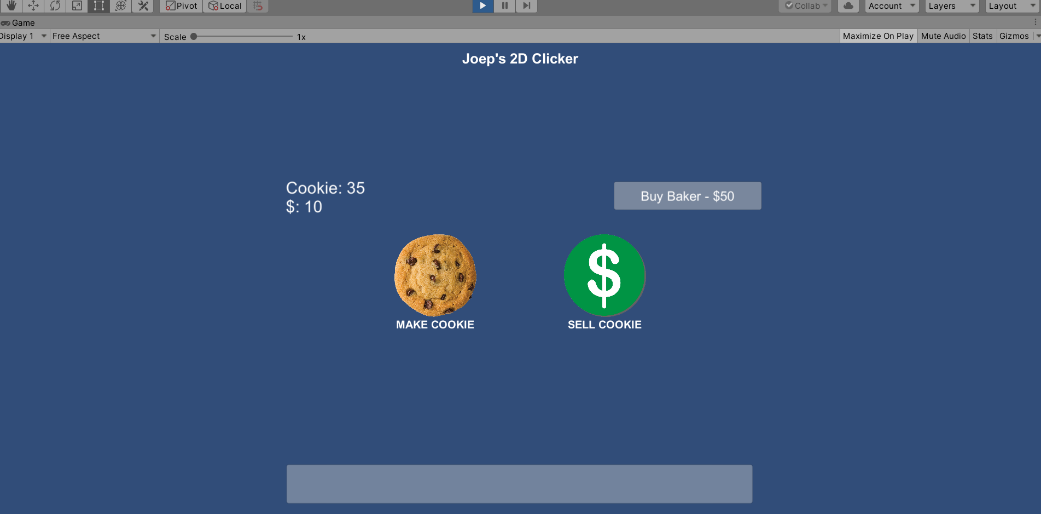 Pivot Local Collab Account Layers Layout
Game
Display 1 Free Aspect Scale 1x Maximize On Play Mute Audio Stats Gizmos
Joep's 2D Clicker
Cookie: 35
$: 10
Buy Baker - $50
$
MAKE COOKIE
SELL COOKIE